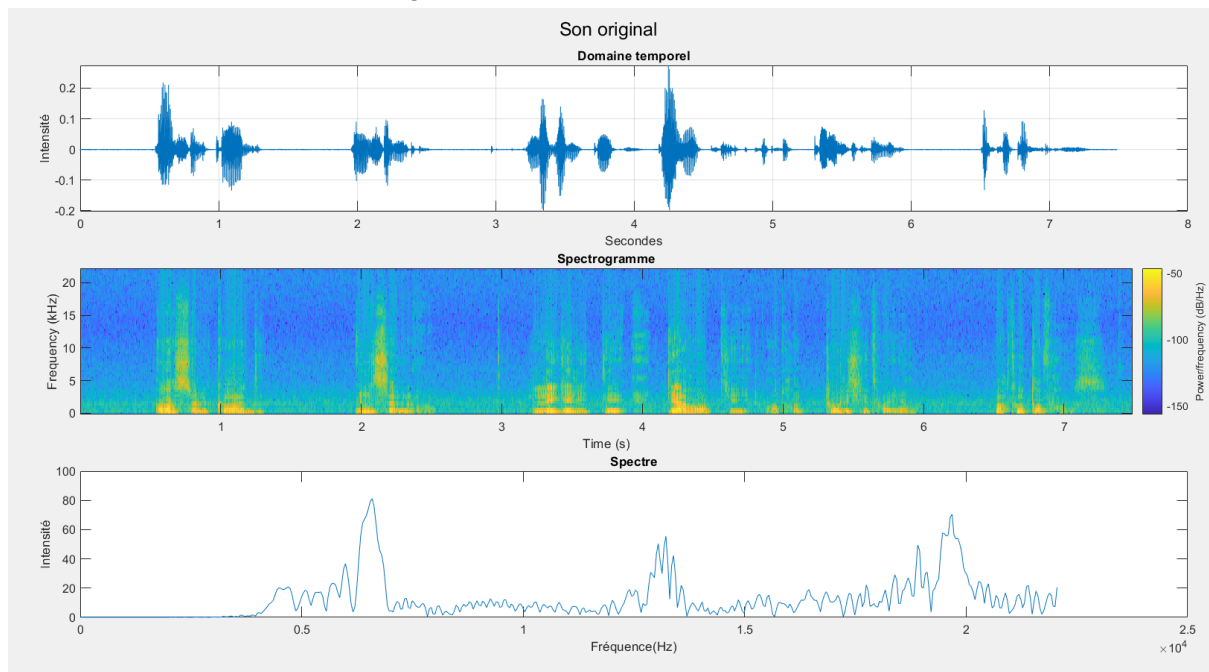 Son original
Domaine temporel
Intensité
0.2
0.1
0
-0.1
-0.2
0 1 2 3 4 5 6 7 8
Secondes
Spectrogramme
Frequency (kHz)
20
15
10
5
0
1 2 3 4 5 6 7
Time (s)
-50
-100
-150
Power/frequency (dB/Hz)
Spectre
Intensité
100
80
60
40
20
0
0 0.5 1 1.5 2 2.5
Fréquence(Hz)
×10⁴